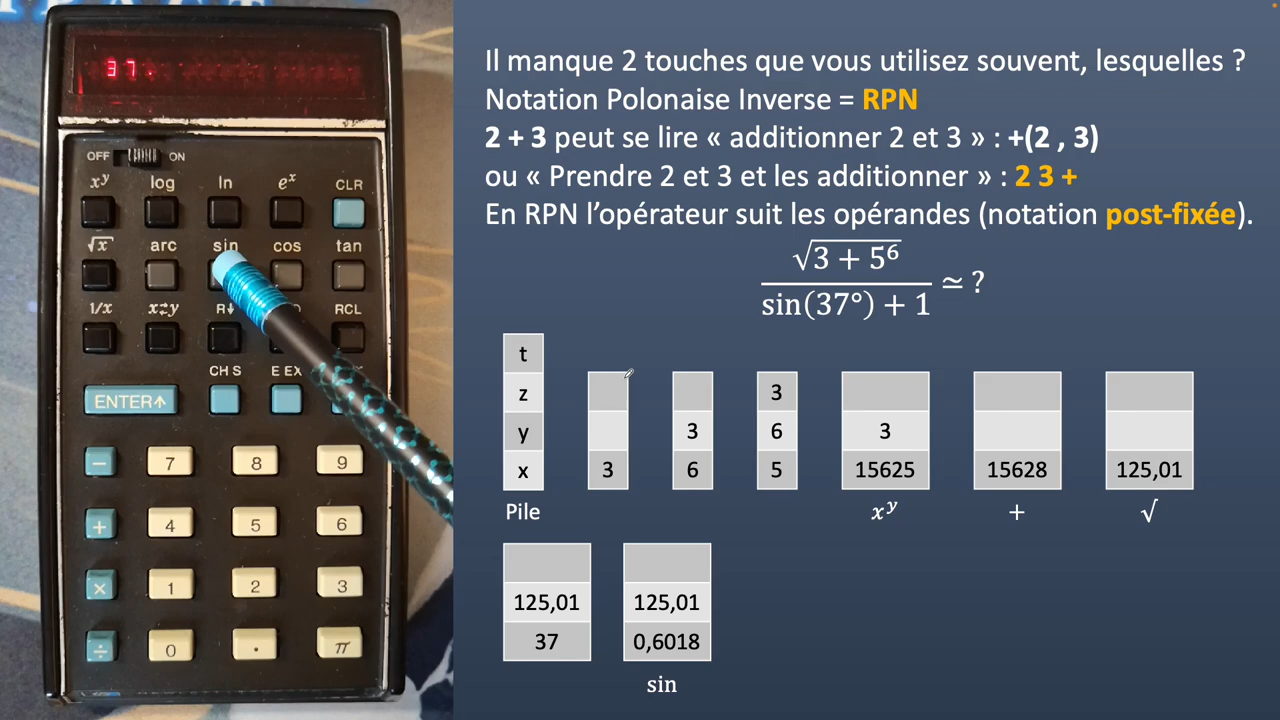 37.
OFF ON
xʸ log ln eˣ CLR
√x arc sin cos tan
1/x x⇄y R↓ RCL
CH S E EX
ENTER↑
− 7 8 9
+ 4 5 6
× 1 2 3
÷ 0 . π
Il manque 2 touches que vous utilisez souvent, lesquelles ?
Notation Polonaise Inverse = RPN
2 + 3 peut se lire « additionner 2 et 3 » : +(2 , 3)
ou « Prendre 2 et 3 et les additionner » : 2 3 +
En RPN l’opérateur suit les opérandes (notation post-fixée).
√3 + 5⁶
sin(37°) + 1 ≃ ?
t
z 3
y 3 6 3
x 3 6 5 15625 15628 125,01
Pile xʸ + √
125,01 125,01
37 0,6018
sin